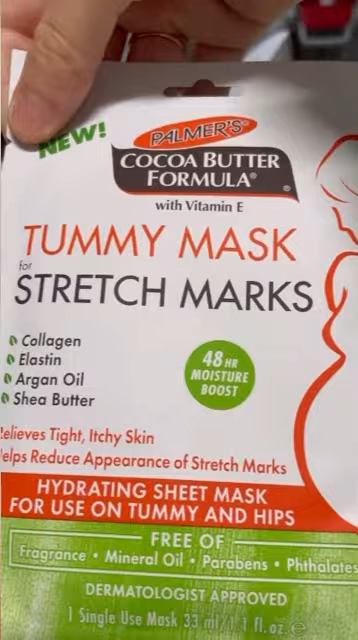 NEW!
PALMER'S®
COCOA BUTTER
FORMULA®
with Vitamin E
TUMMY MASK
for
STRETCH MARKS
Collagen
Elastin
Argan Oil
Shea Butter
48 HR
MOISTURE
BOOST
Relieves Tight, Itchy Skin
Helps Reduce Appearance of Stretch Marks
HYDRATING SHEET MASK
FOR USE ON TUMMY AND HIPS
FREE OF
Fragrance • Mineral Oil • Parabens • Phthalates
DERMATOLOGIST APPROVED
1 Single Use Mask 33 ml/1.1 fl.oz. e